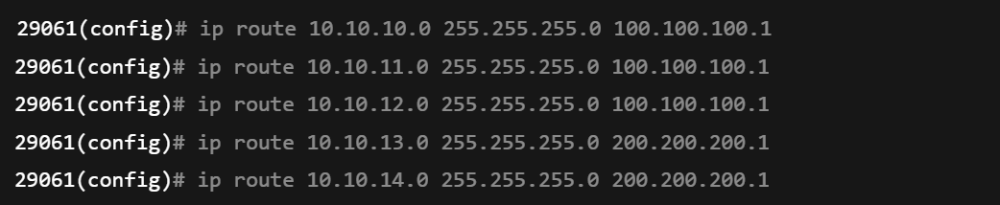 29061(config)# ip route 10.10.10.0 255.255.255.0 100.100.100.1
29061(config)# ip route 10.10.11.0 255.255.255.0 100.100.100.1
29061(config)# ip route 10.10.12.0 255.255.255.0 100.100.100.1
29061(config)# ip route 10.10.13.0 255.255.255.0 200.200.200.1
29061(config)# ip route 10.10.14.0 255.255.255.0 200.200.200.1